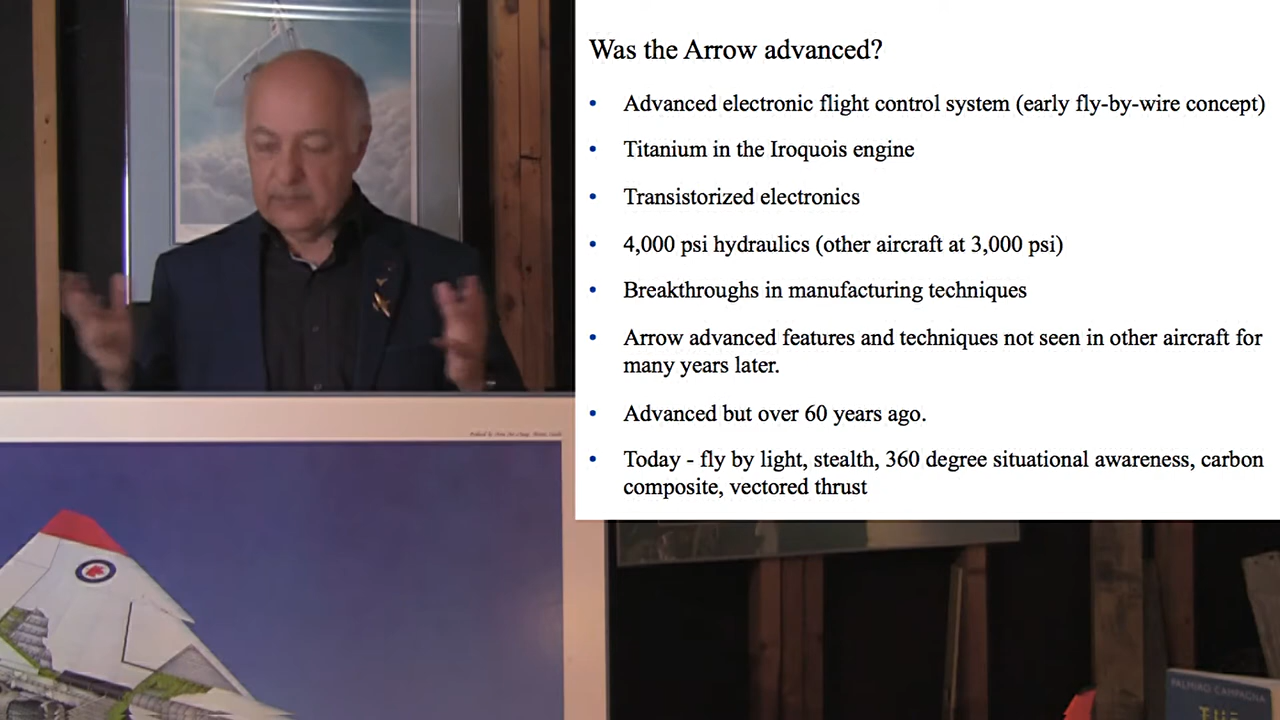 Was the Arrow advanced?
• Advanced electronic flight control system (early fly-by-wire concept)
• Titanium in the Iroquois engine
• Transistorized electronics
• 4,000 psi hydraulics (other aircraft at 3,000 psi)
• Breakthroughs in manufacturing techniques
• Arrow advanced features and techniques not seen in other aircraft for
many years later.
• Advanced but over 60 years ago.
• Today - fly by light, stealth, 360 degree situational awareness, carbon
composite, vectored thrust
PALMIRO CAMPAGNA
THE